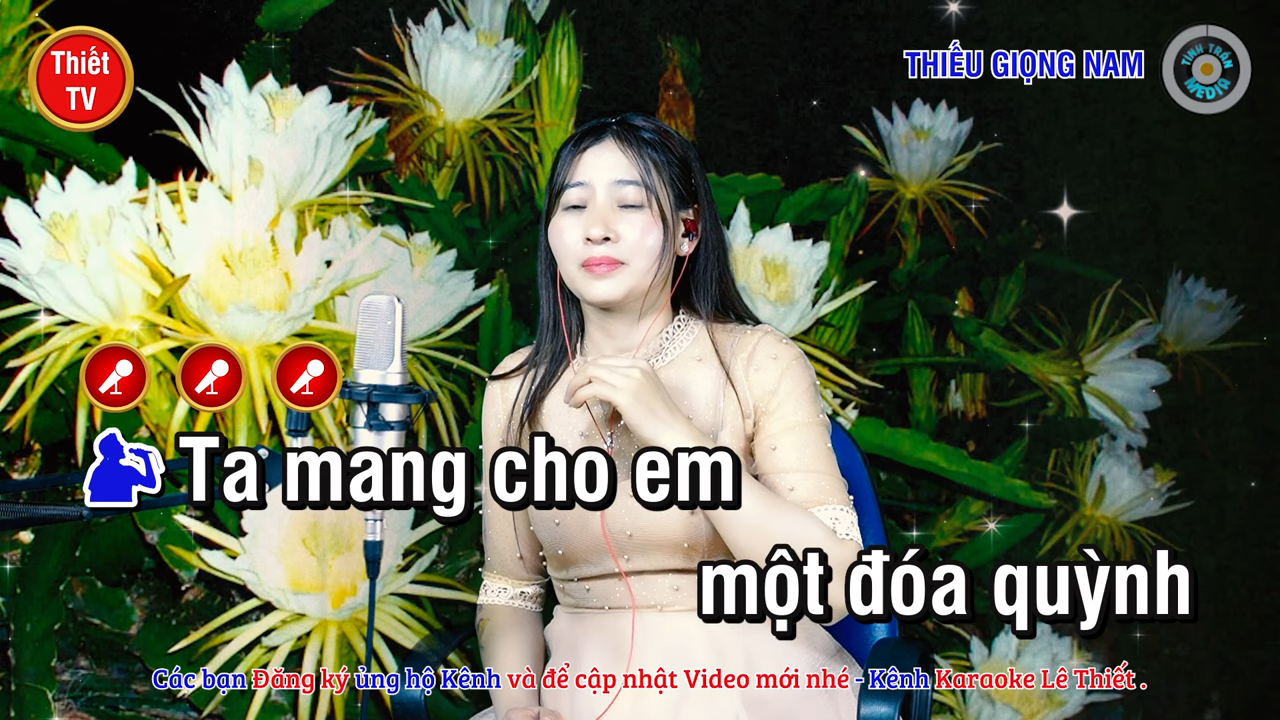 Thiết
TV
THIẾU GIỌNG NAM
TÌNH TRẦN
MEDIA
Ta mang cho em
một đóa quỳnh
Các bạn Đăng ký ủng hộ Kênh và để cập nhật Video mới nhé - Kênh Karaoke Lê Thiết .